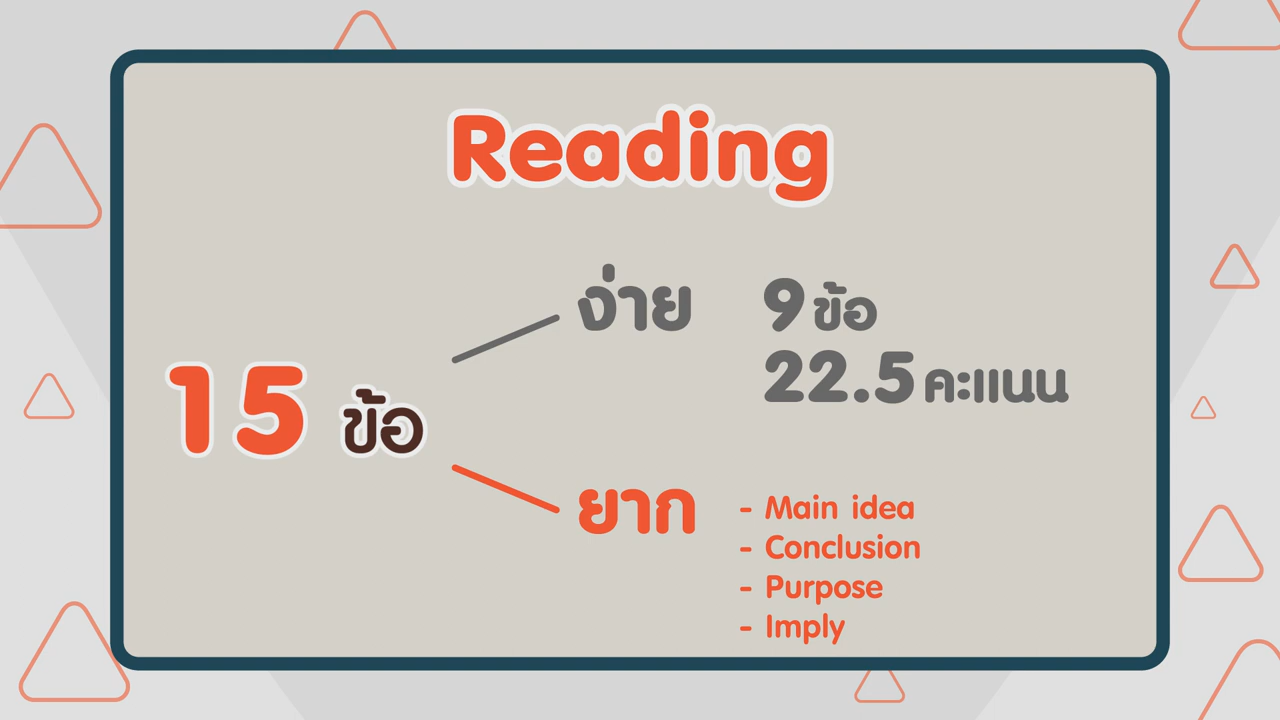 Reading
15 ข้อ
ง่าย 9 ข้อ
22.5 คะแนน
ยาก
- Main idea
- Conclusion
- Purpose
- Imply